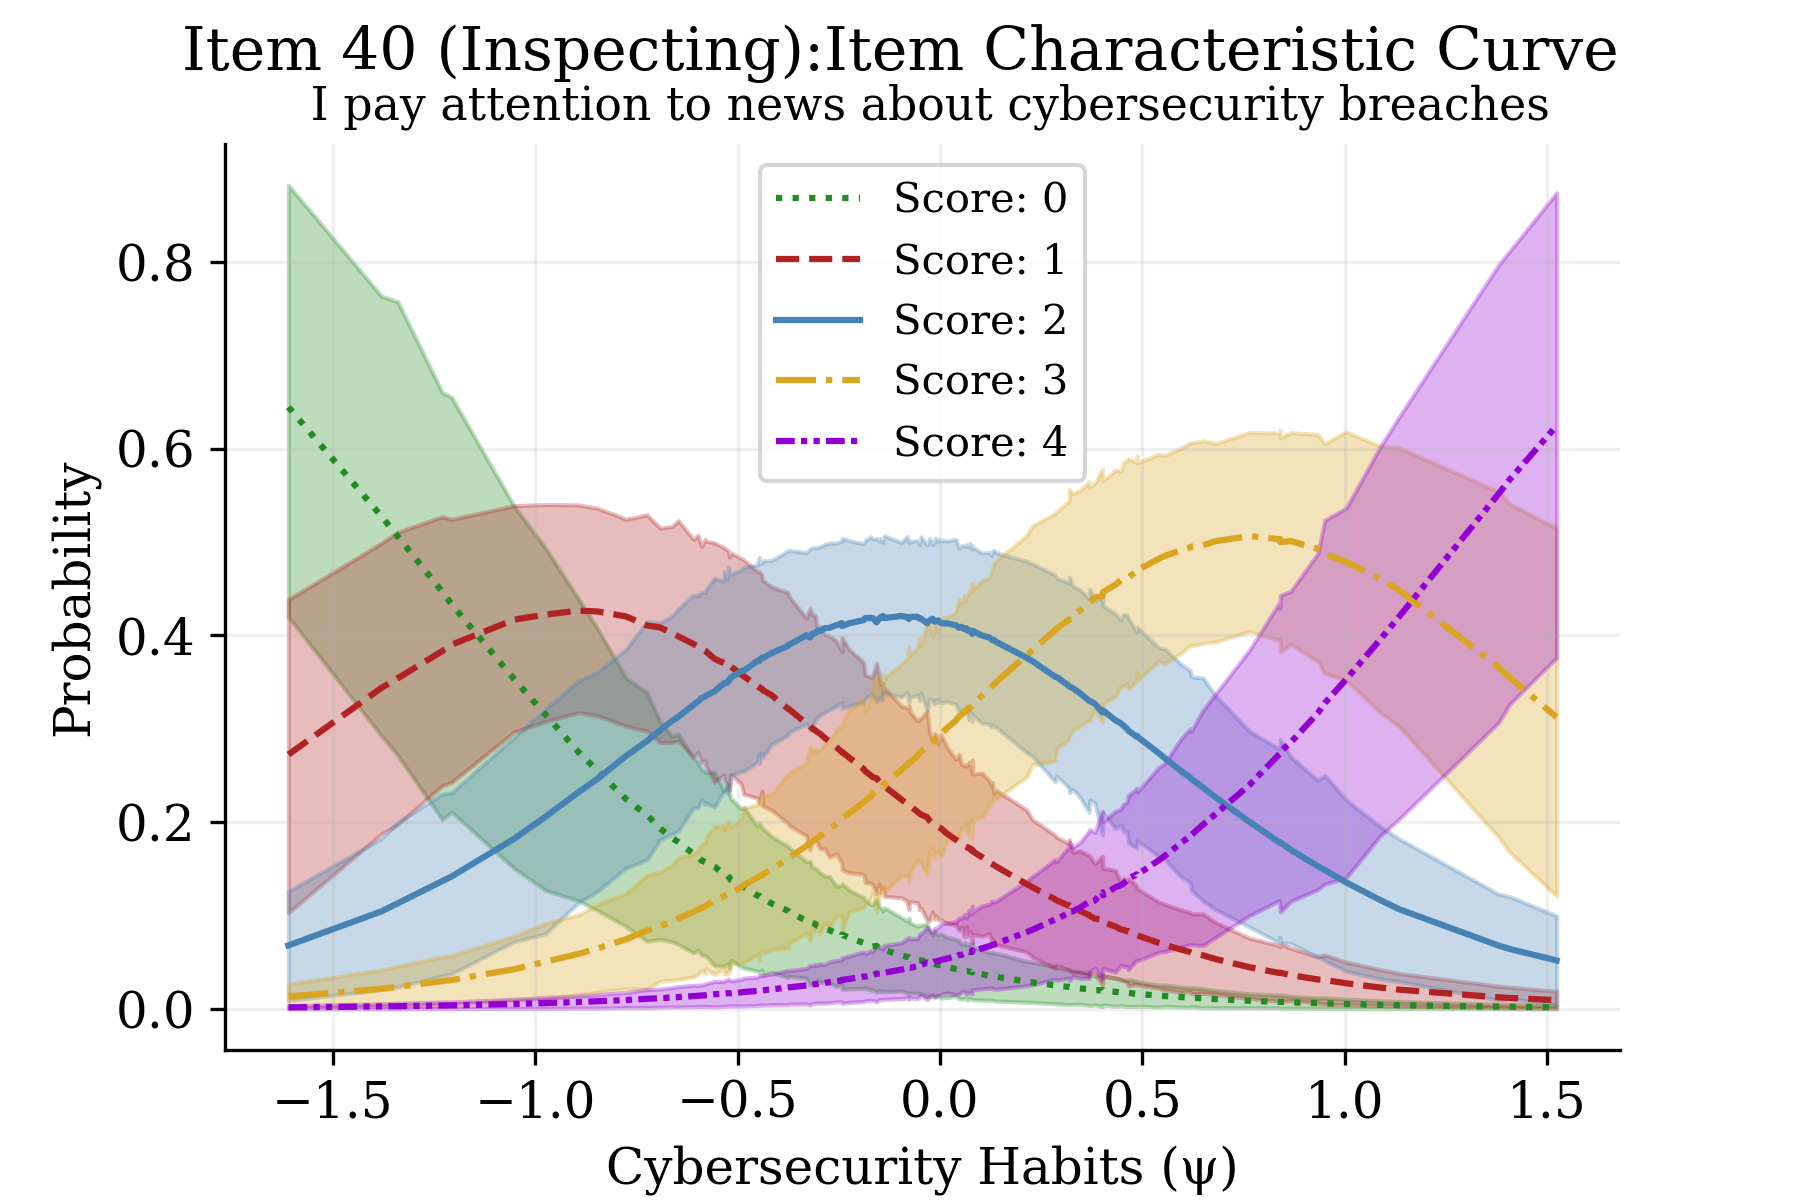 Item 40 (Inspecting):Item Characteristic Curve
I pay attention to news about cybersecurity breaches
Score: 0
Score: 1
Score: 2
Score: 3
Score: 4
Probability
0.8
0.6
0.4
0.2
0.0
−1.5 −1.0 −0.5 0.0 0.5 1.0 1.5
Cybersecurity Habits (ψ)